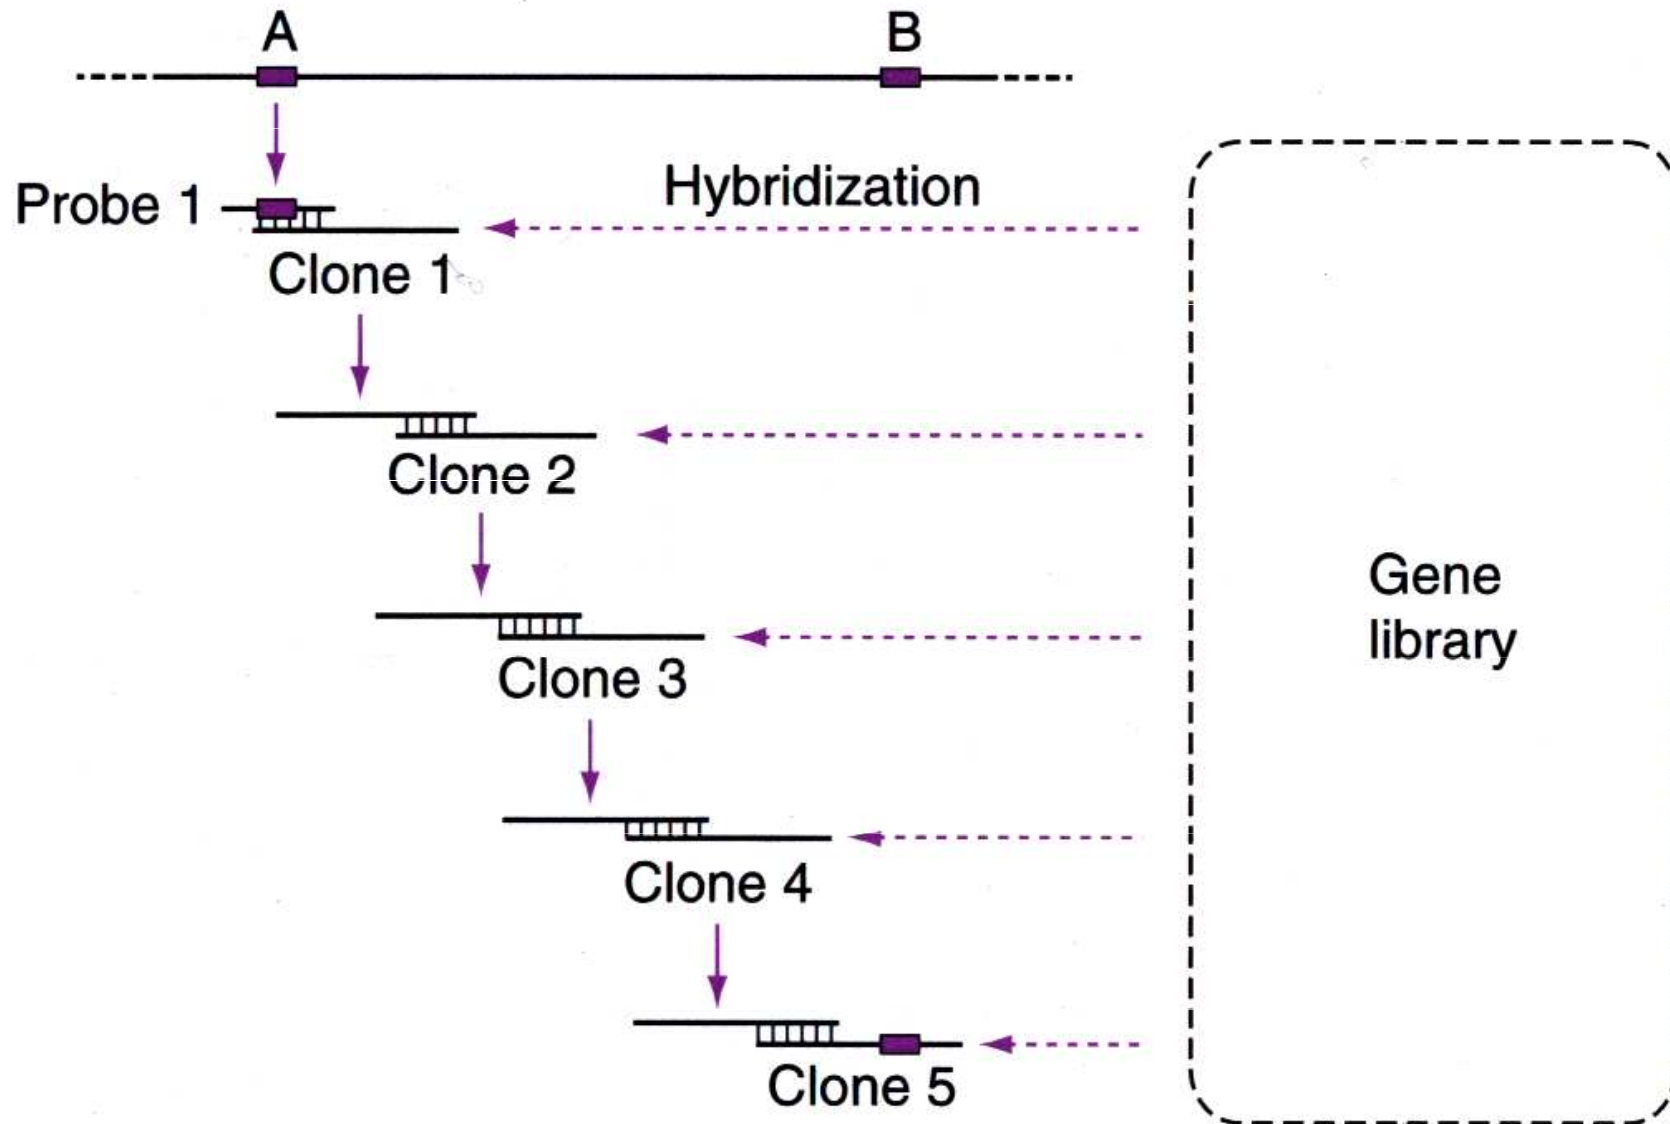 A
B
Hybridization
Probe 1
Clone 1
Clone 2
Clone 3
Clone 4
Clone 5
Gene
library